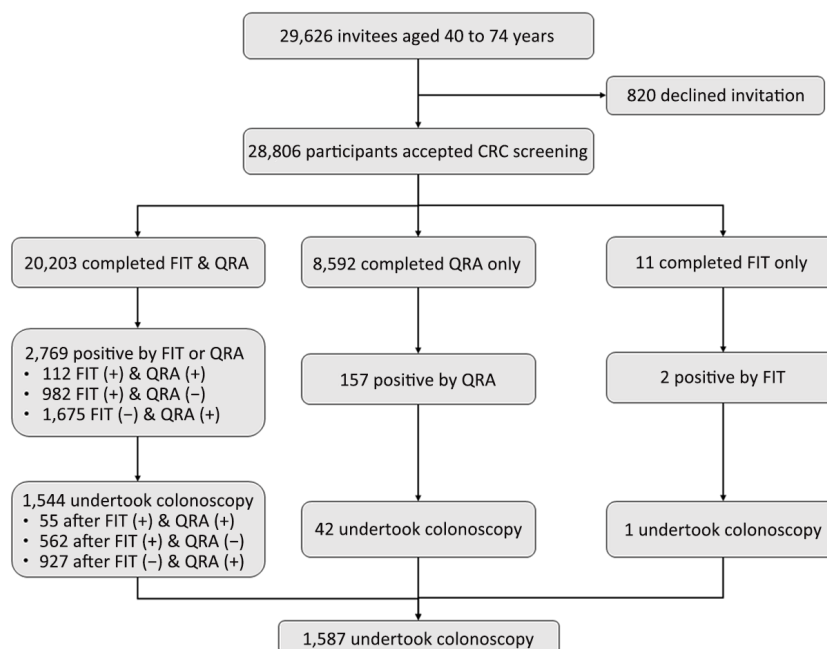 29,626 invitees aged 40 to 74 years
820 declined invitation
28,806 participants accepted CRC screening
20,203 completed FIT & QRA
8,592 completed QRA only
11 completed FIT only
2,769 positive by FIT or QRA
• 112 FIT (+) & QRA (+)
• 982 FIT (+) & QRA (−)
• 1,675 FIT (−) & QRA (+)
157 positive by QRA
2 positive by FIT
1,544 undertook colonoscopy
• 55 after FIT (+) & QRA (+)
• 562 after FIT (+) & QRA (−)
• 927 after FIT (−) & QRA (+)
42 undertook colonoscopy
1 undertook colonoscopy
1,587 undertook colonoscopy